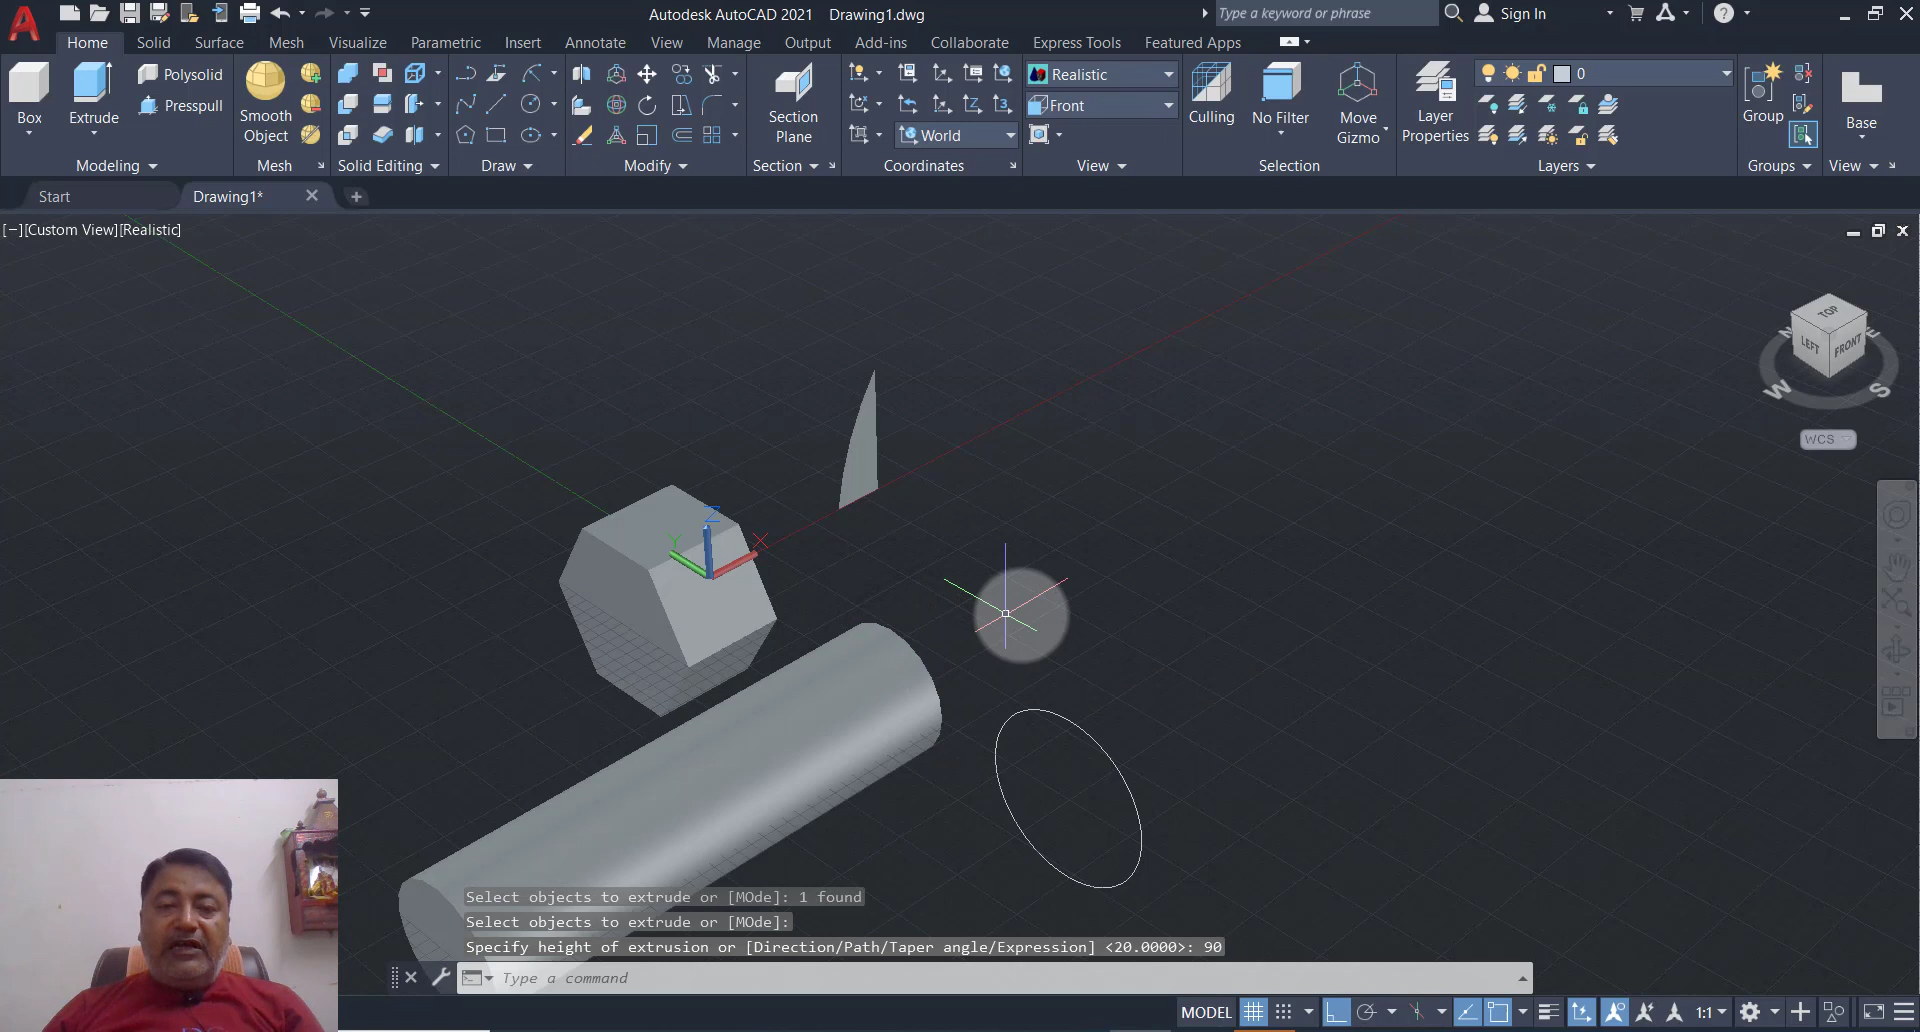 Autodesk AutoCAD 2021 Drawing1.dwg
Type a keyword or phrase
Sign In
Home Solid Surface Mesh Visualize Parametric Insert Annotate View Manage Output Add-ins Collaborate Express Tools Featured Apps
Box
Extrude
Polysolid
Presspull
Smooth
Object
Section
Plane
World
Realistic
Front
Culling
No Filter
Move
Gizmo
Layer
Properties
0
Group
Base
Modeling Mesh Solid Editing Draw Modify Section Coordinates View Selection Layers Groups View
Start
Drawing1*
[−][Custom View][Realistic]
TOP
LEFT
FRONT
N
E
W
S
WCS
Z
Y
X
Select objects to extrude or [MOde]: 1 found
Select objects to extrude or [MOde]:
Specify height of extrusion or [Direction/Path/Taper angle/Expression] <20.0000>: 90
Type a command
MODEL
1:1